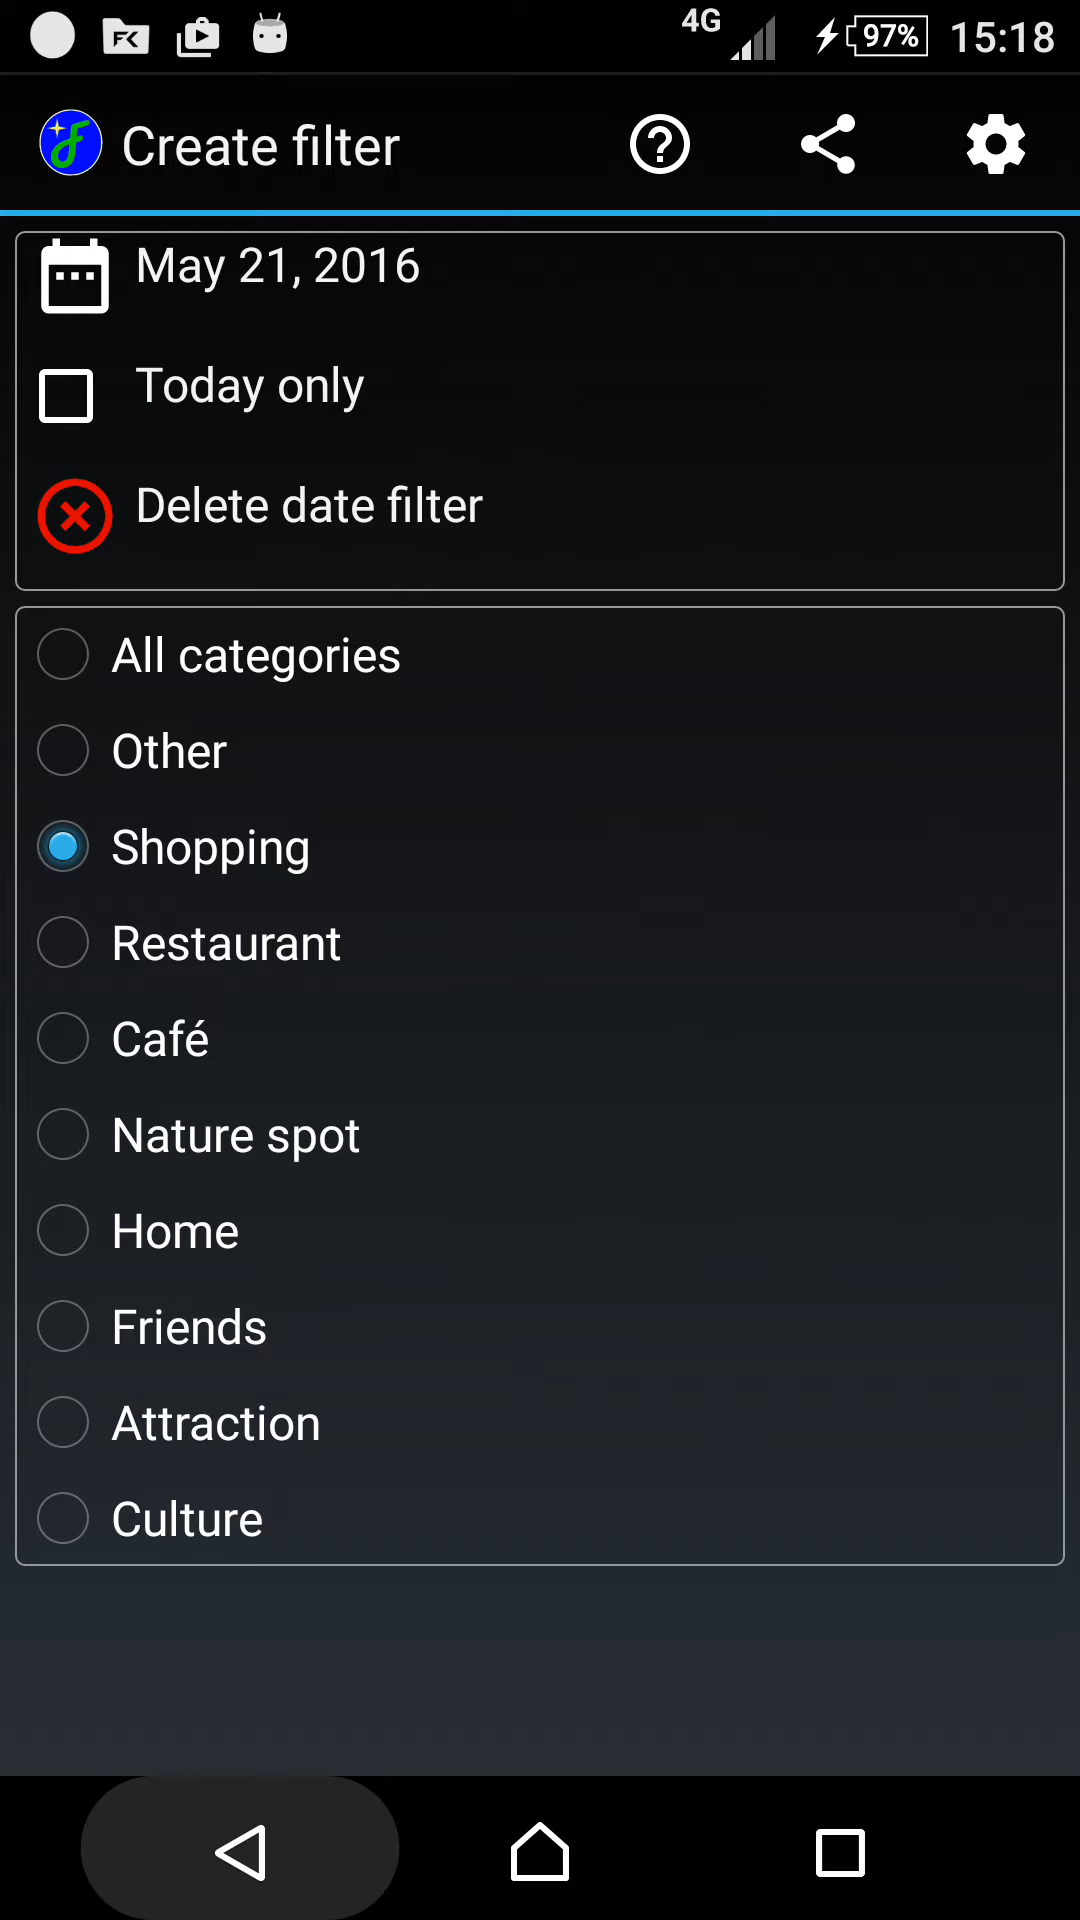 4G 97% 15:18
Create filter
May 21, 2016
Today only
Delete date filter
All categories
Other
Shopping
Restaurant
Café
Nature spot
Home
Friends
Attraction
Culture